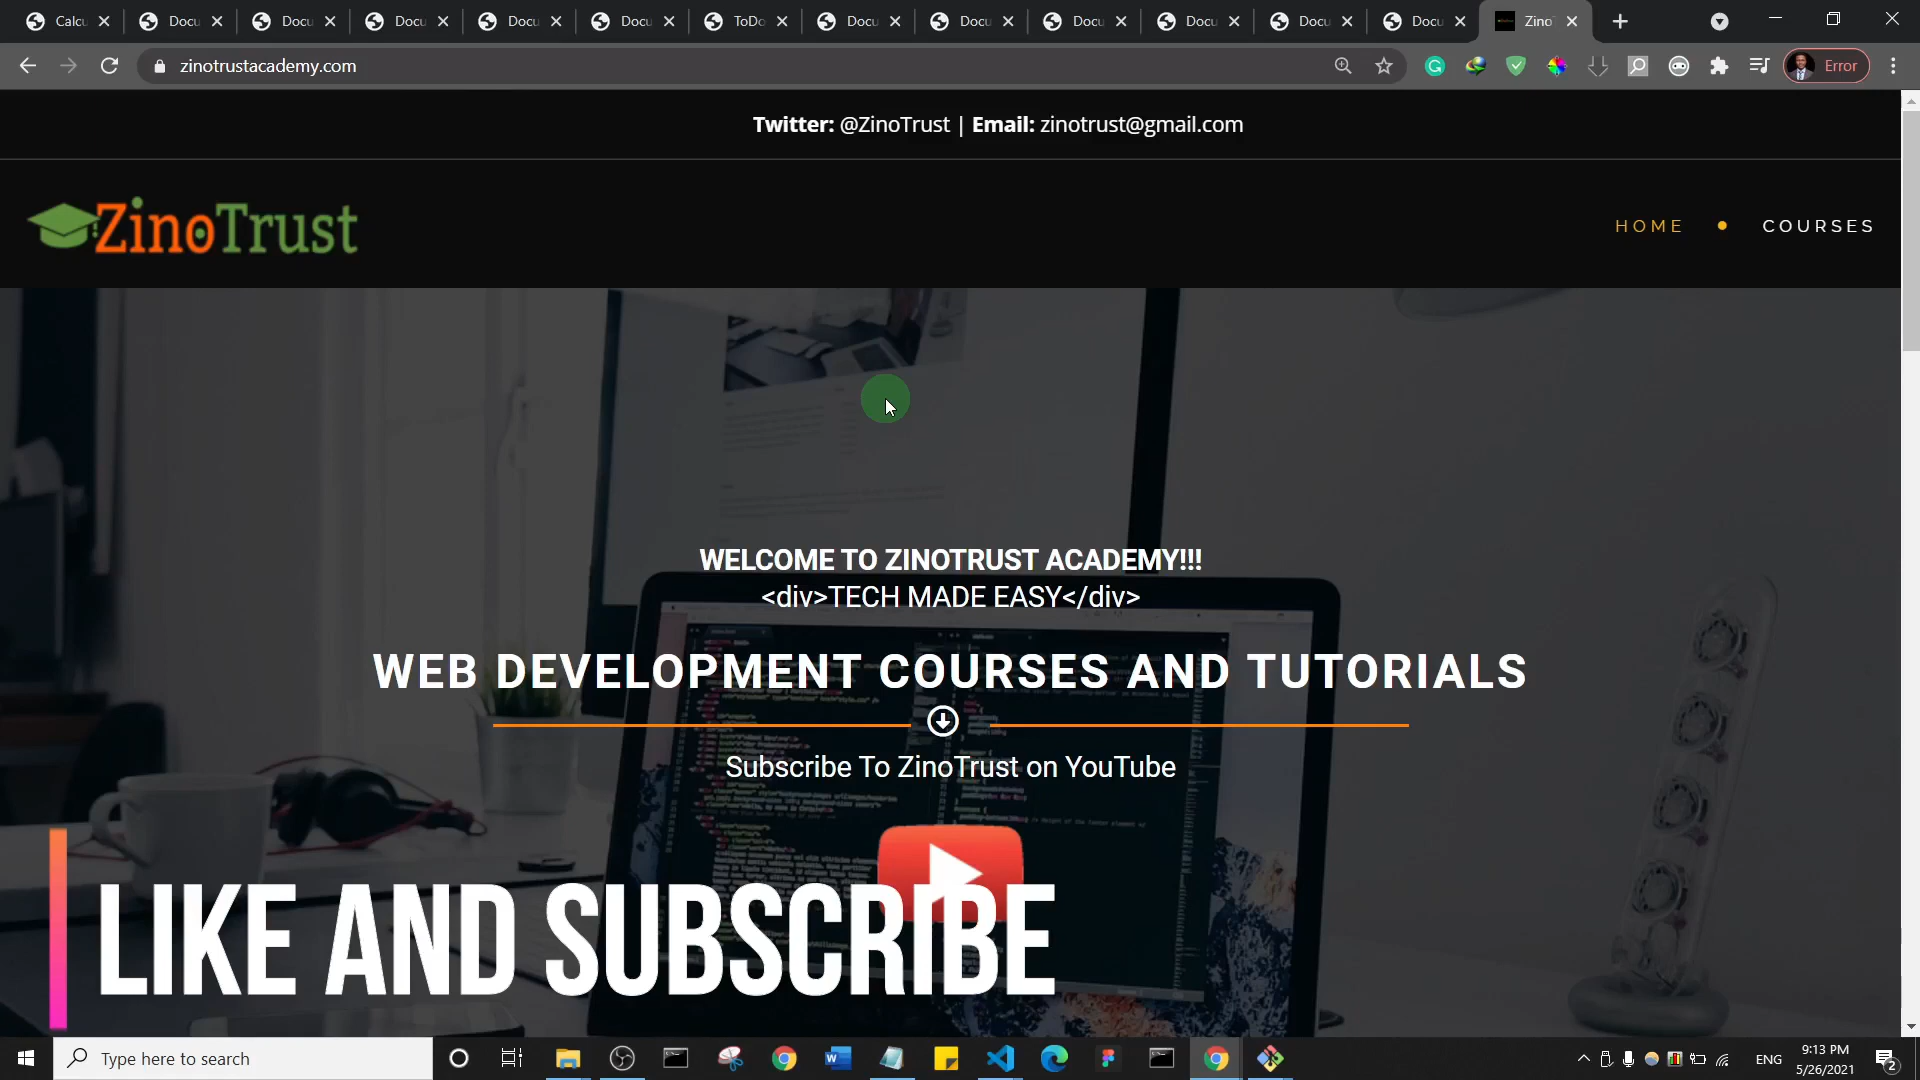 Calcu
Docu
Docu
Docu
Docu
Docu
ToDo
Docu
Docu
Docu
Docu
Docu
Docu
Zino
zinotrustacademy.com
Error
Twitter: @ZinoTrust | Email: zinotrust@gmail.com
ZinoTrust
HOME
COURSES
WELCOME TO ZINOTRUST ACADEMY!!!
<div>TECH MADE EASY</div>
WEB DEVELOPMENT COURSES AND TUTORIALS
Subscribe To ZinoTrust on YouTube
LIKE AND SUBSCRIBE
Type here to search
ENG
9:13 PM
5/26/2021
2